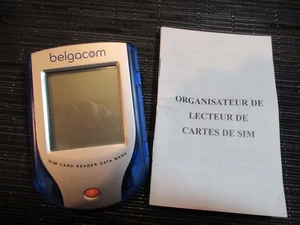 belgacom
SIM CARD READER DATA BANK
ORGANISATEUR DE
LECTEUR DE
CARTES DE SIM